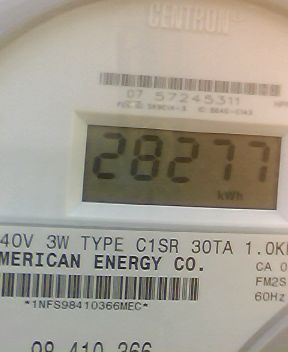 CENTRON
07 57245311
28277
kWh
40V 3W TYPE C1SR 30TA 1.0K
MERICAN ENERGY CO.
CA 0
FM2S
*1NFS98410366MEC*
60Hz
98 410 366